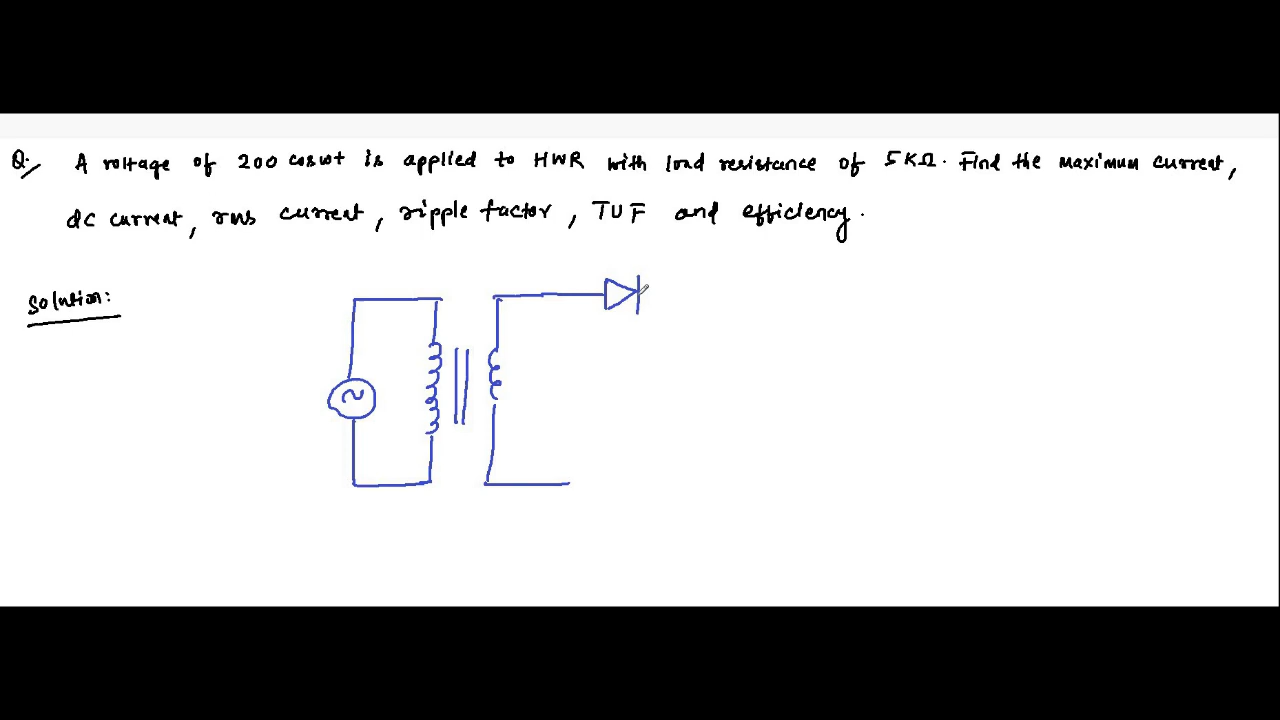 Q. A voltage of 200 cosωt is applied to HWR with load resistance of 5KΩ. Find the maximum current,
dc current, rms current, ripple factor, TUF and efficiency.
Solution: